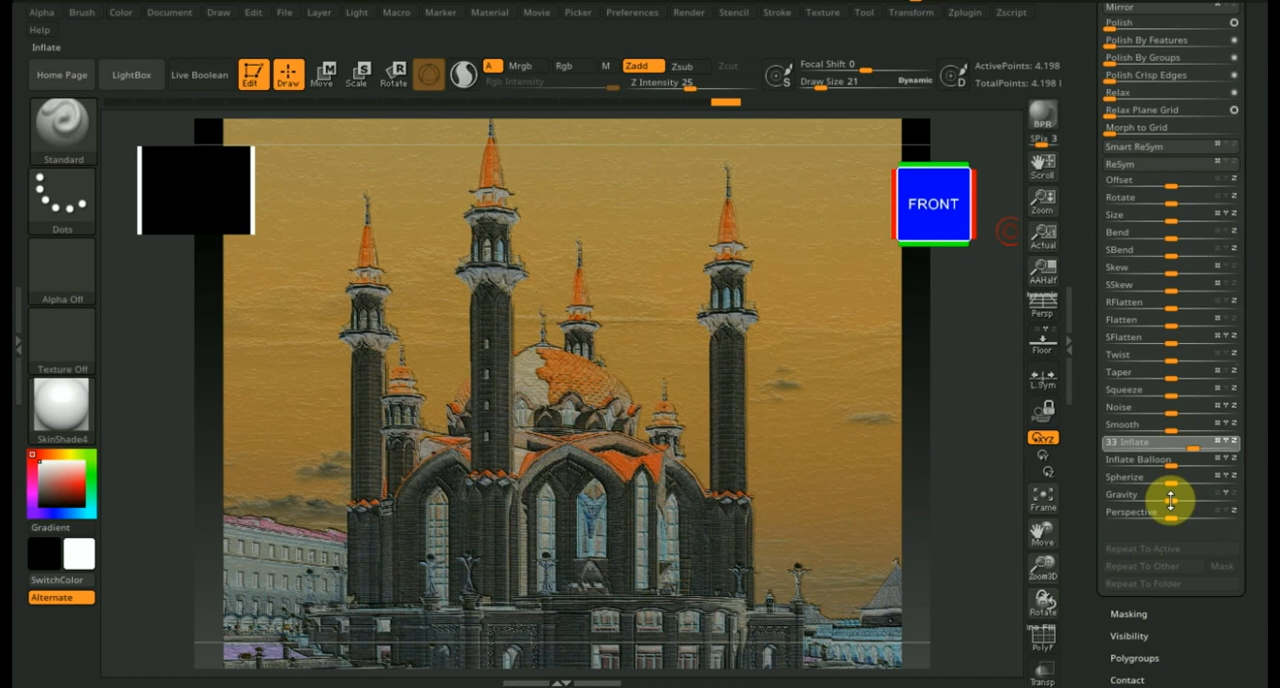 Alpha Brush Color Document Draw Edit File Layer Light Macro Marker Material Movie Picker Preferences Render Stencil Stroke Texture Tool Transform Zplugin Zscript
Help
Inflate
Home Page
LightBox
Live Boolean
Edit
Draw
Move
Scale
Rotate
A
Mrgb
Rgb
M
Rgb Intensity
Zadd
Zsub
Zcut
Z Intensity 25
S
Focal Shift 0
Draw Size 21
Dynamic
D
ActivePoints: 4.198
TotalPoints: 4.198
Standard
Dots
Alpha Off
Texture Off
SkinShade4
Gradient
SwitchColor
Alternate
FRONT
BPR
SPix 3
Scroll
Zoom
Actual
AAHalf
Dynamic
Persp
Floor
L.Sym
XYZ
Y
Z
Frame
Move
Zoom3D
Rotate
Line Fill
PolyF
Transp
Mirror
Polish
Polish By Features
Polish By Groups
Polish Crisp Edges
Relax
Relax Plane Grid
Morph to Grid
Smart ReSym
ReSym
Offset
Rotate
Size
Bend
SBend
Skew
SSkew
RFlatten
Flatten
SFlatten
Twist
Taper
Squeeze
Noise
Smooth
33 Inflate
Inflate Balloon
Spherize
Gravity
Perspective
Repeat To Active
Repeat To Other
Mask
Repeat To Folder
Masking
Visibility
Polygroups
Contact